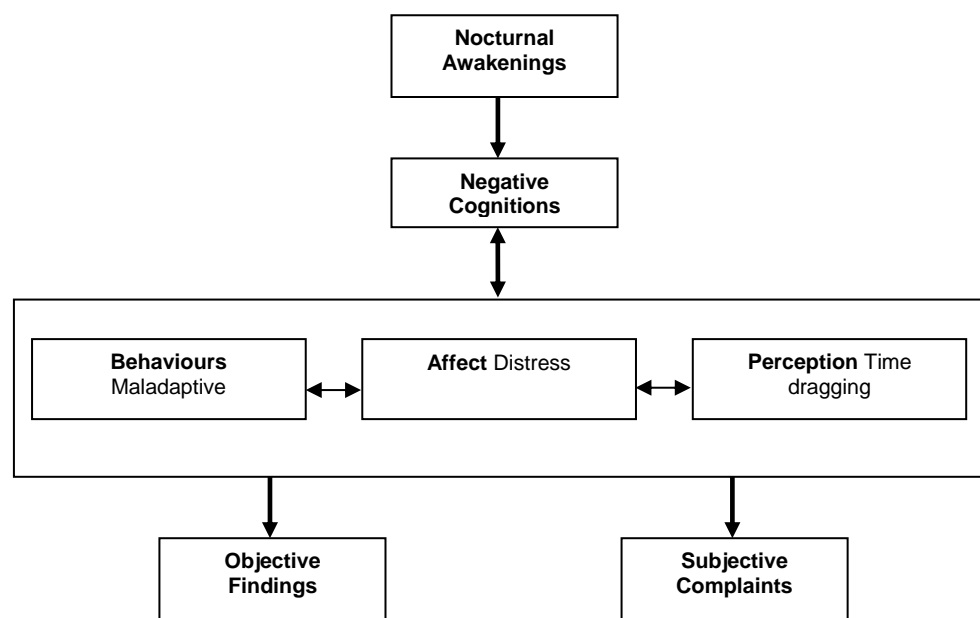 Nocturnal
Awakenings
Negative
Cognitions
Behaviours
Maladaptive
Affect Distress
Perception Time
dragging
Objective
Findings
Subjective
Complaints